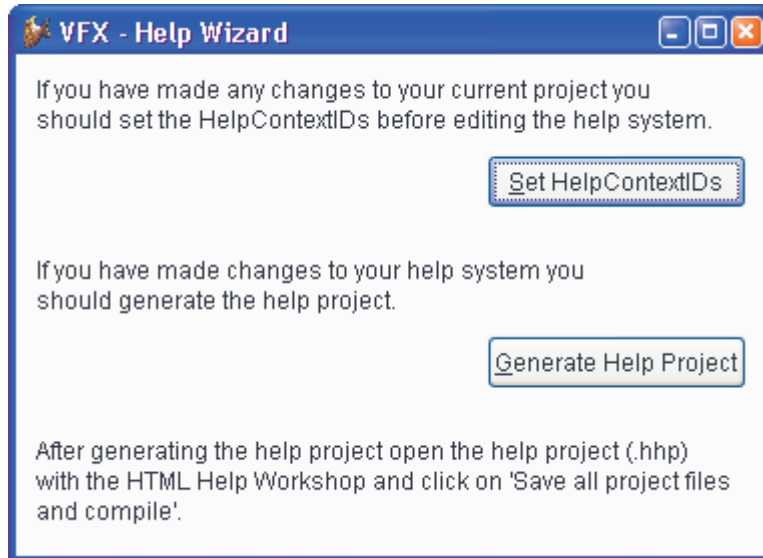 VFX - Help Wizard
If you have made any changes to your current project you
should set the HelpContextIDs before editing the help system.
Set HelpContextIDs
If you have made changes to your help system you
should generate the help project.
Generate Help Project
After generating the help project open the help project (.hhp)
with the HTML Help Workshop and click on 'Save all project files
and compile'.